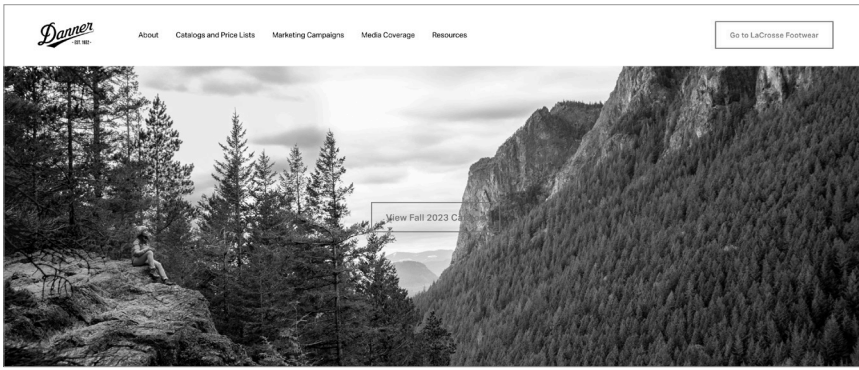 Danner
- EST. 1932 -
About Catalogs and Price Lists Marketing Campaigns Media Coverage Resources
Go to LaCrosse Footwear
View Fall 2023 Ca